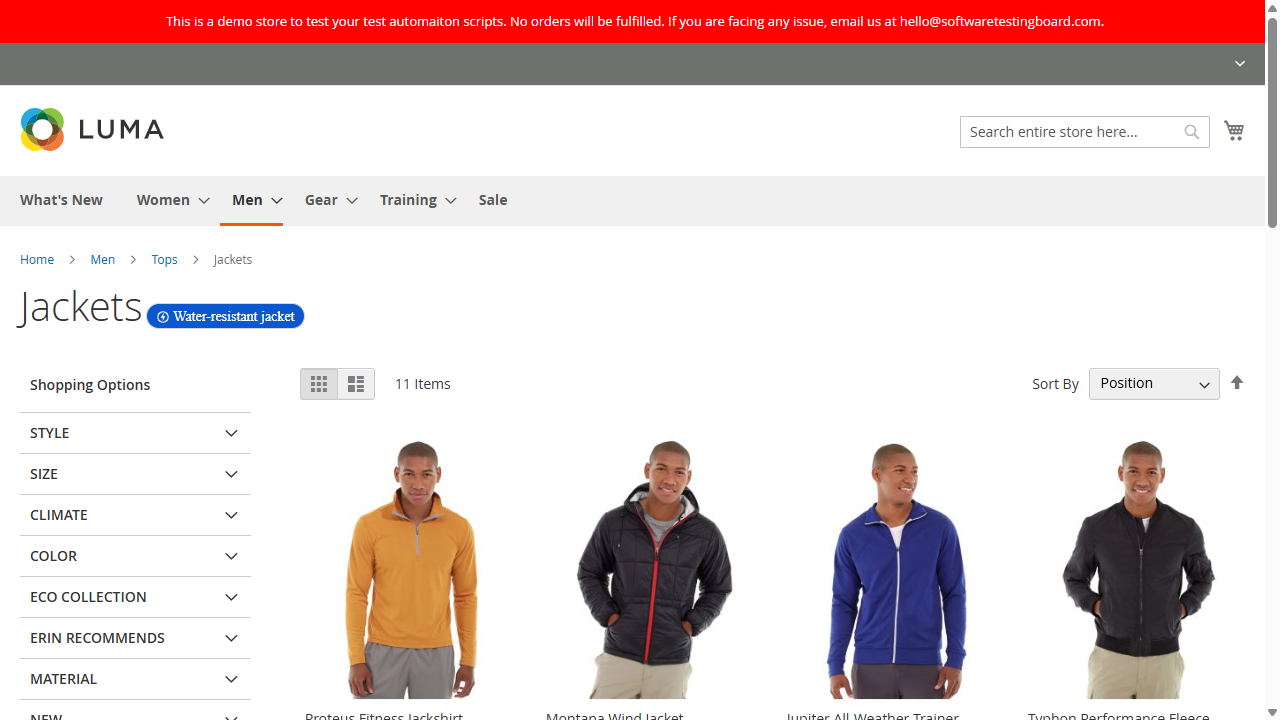 This is a demo store to test your test automaiton scripts. No orders will be fulfilled. If you are facing any issue, email us at hello@softwaretestingboard.com.
LUMA
Search entire store here...
What's New Women Men Gear Training Sale
Home Men Tops Jackets
Jackets Water-resistant jacket
Shopping Options
11 Items
Sort By Position
STYLE
SIZE
CLIMATE
COLOR
ECO COLLECTION
ERIN RECOMMENDS
MATERIAL
NEW
Proteus Fitness Jackshirt
Montana Wind Jacket
Jupiter All-Weather Trainer
Typhon Performance Fleece